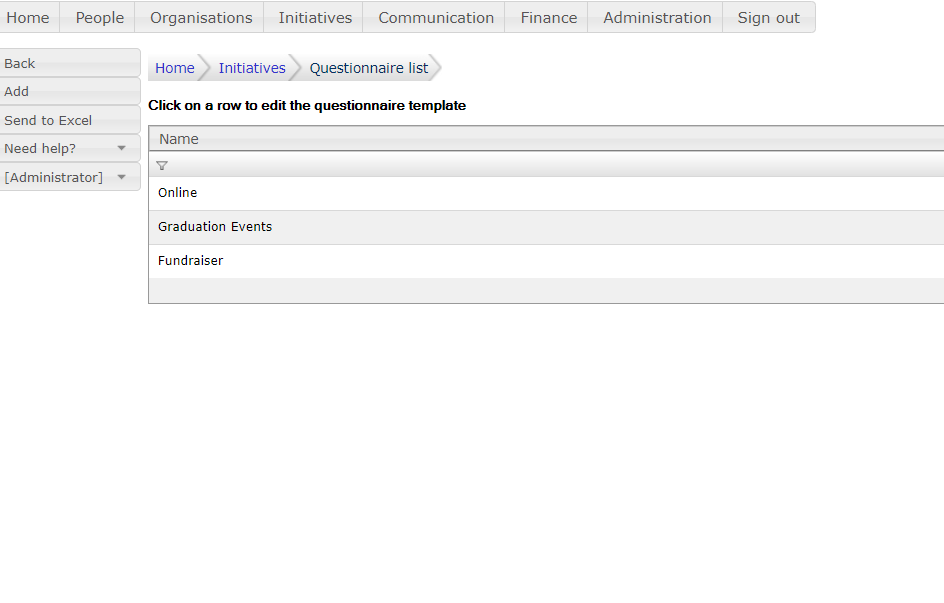 Home People Organisations Initiatives Communication Finance Administration Sign out
Back
Add
Send to Excel
Need help?
[Administrator]
Home Initiatives Questionnaire list
Click on a row to edit the questionnaire template
Name
Online
Graduation Events
Fundraiser